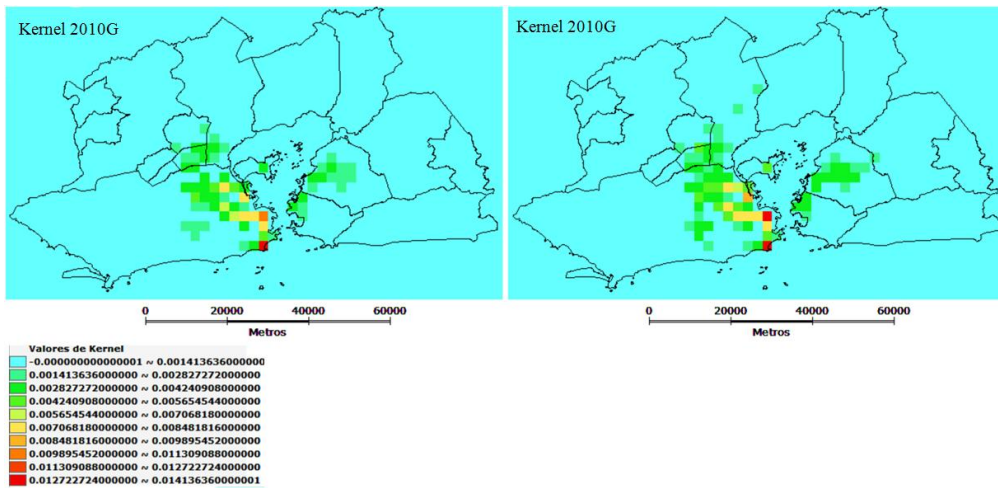 Kernel 2010G
Kernel 2010G
0 20000 40000 60000
Metros
0 20000 40000 60000
Metros
Valores de Kernel
-0.000000000000001 ~ 0.001413636000000
0.001413636000000 ~ 0.002827272000000
0.002827272000000 ~ 0.004240908000000
0.004240908000000 ~ 0.005654544000000
0.005654544000000 ~ 0.007068180000000
0.007068180000000 ~ 0.008481816000000
0.008481816000000 ~ 0.009895452000000
0.009895452000000 ~ 0.011309088000000
0.011309088000000 ~ 0.012722724000000
0.012722724000000 ~ 0.014136360000001